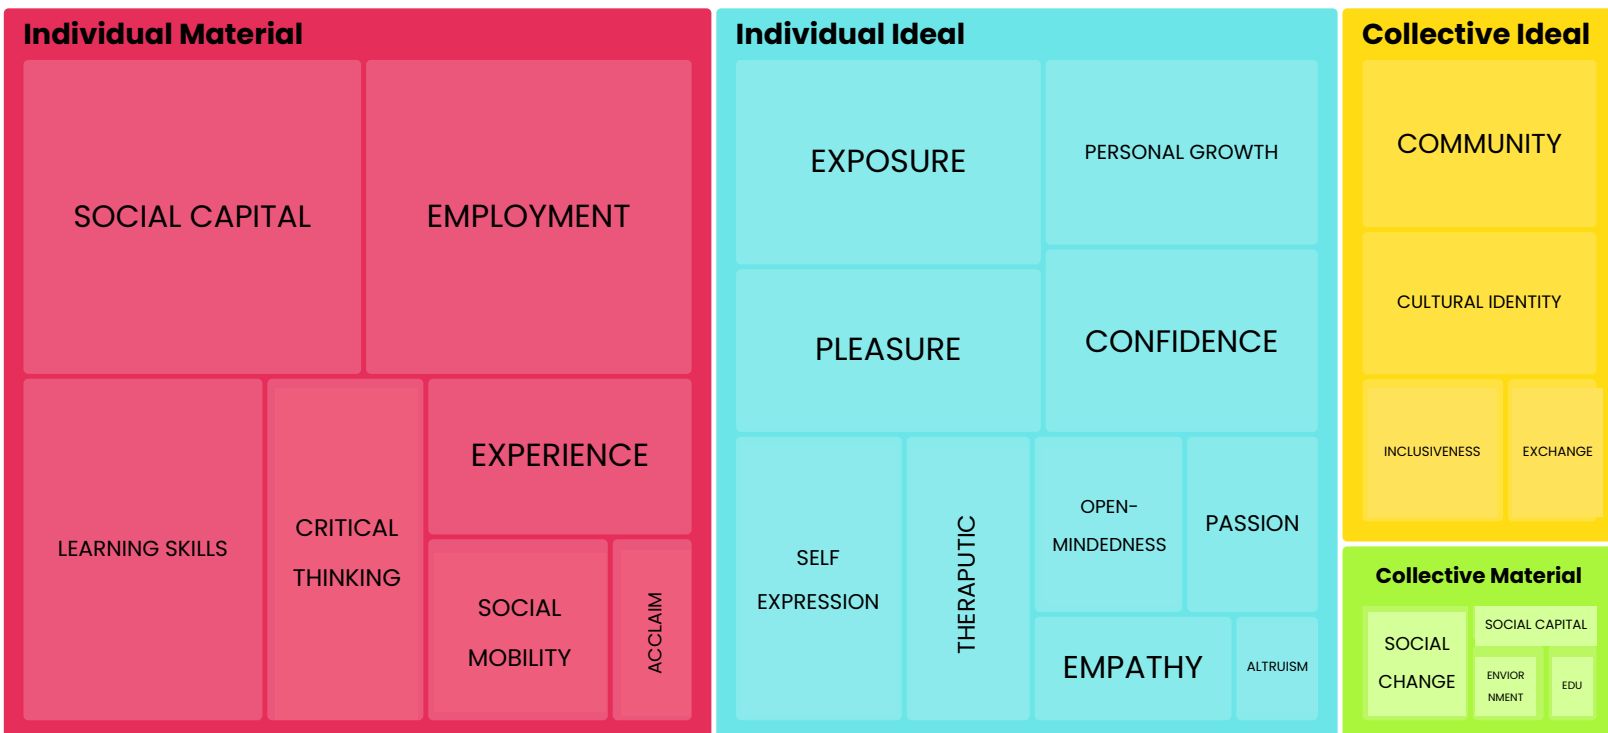 Individual Material
SOCIAL CAPITAL
EMPLOYMENT
LEARNING SKILLS
CRITICAL
THINKING
EXPERIENCE
SOCIAL
MOBILITY
ACCLAIM
Individual Ideal
EXPOSURE
PERSONAL GROWTH
PLEASURE
CONFIDENCE
SELF
EXPRESSION
THERAPUTIC
OPEN-
MINDEDNESS
PASSION
EMPATHY
ALTRUISM
Collective Ideal
COMMUNITY
CULTURAL IDENTITY
INCLUSIVENESS
EXCHANGE
Collective Material
SOCIAL
CHANGE
SOCIAL CAPITAL
ENVIOR
NMENT
EDU